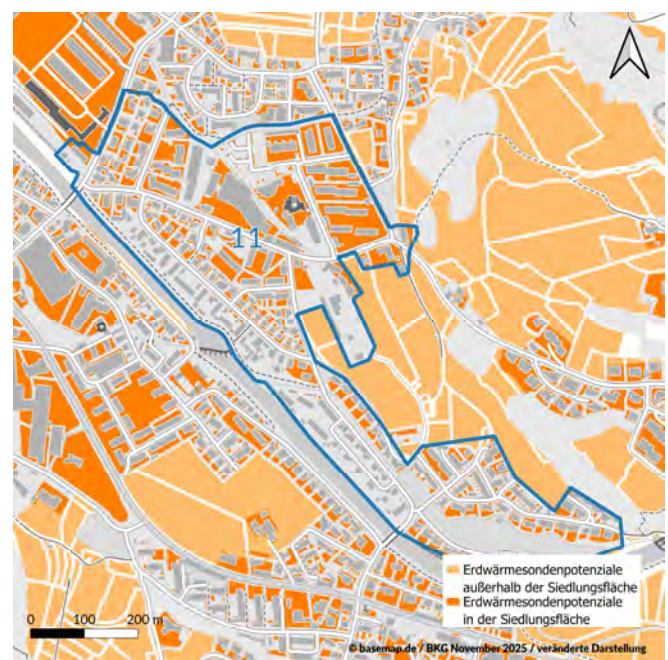 11
Erdwärmesondenpotenziale
außerhalb der Siedlungsfläche
Erdwärmesondenpotenziale
in der Siedlungsfläche
0 100 200 m
© basemap.de / BKG November 2025 / veränderte Darstellung